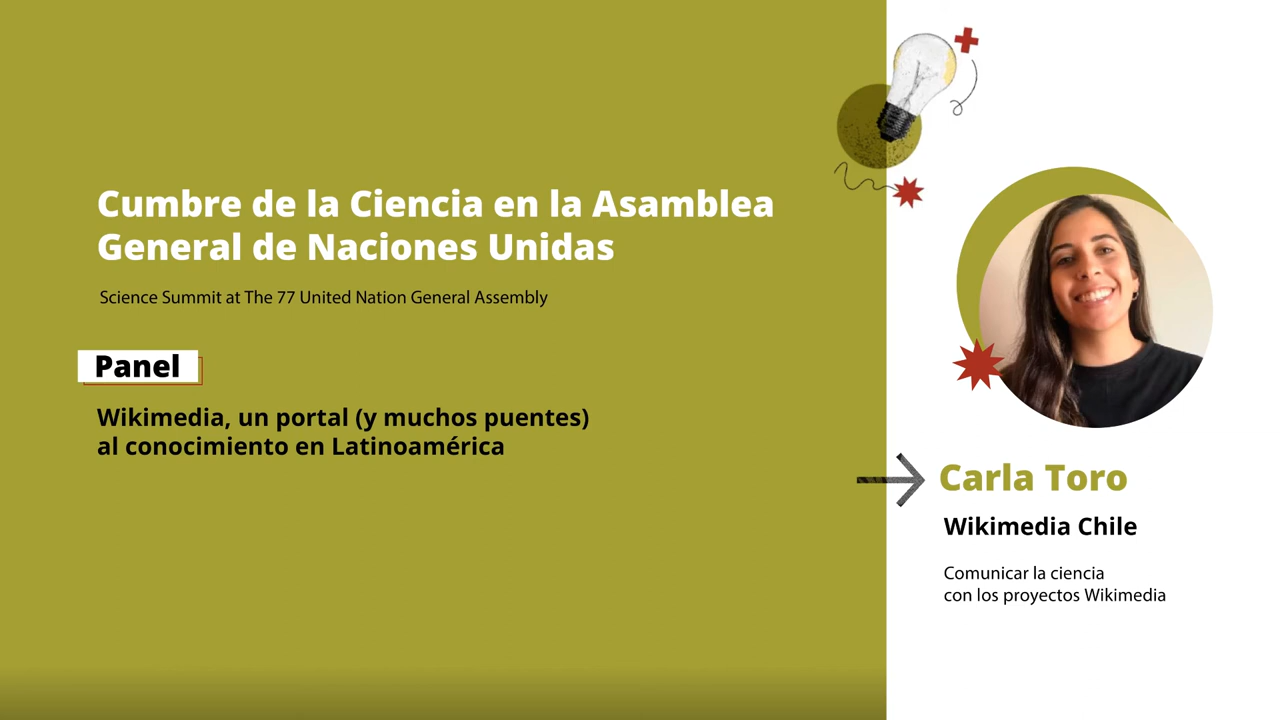 Cumbre de la Ciencia en la Asamblea
General de Naciones Unidas
Science Summit at The 77 United Nation General Assembly
Panel
Wikimedia, un portal (y muchos puentes)
al conocimiento en Latinoamérica
Carla Toro
Wikimedia Chile
Comunicar la ciencia
con los proyectos Wikimedia